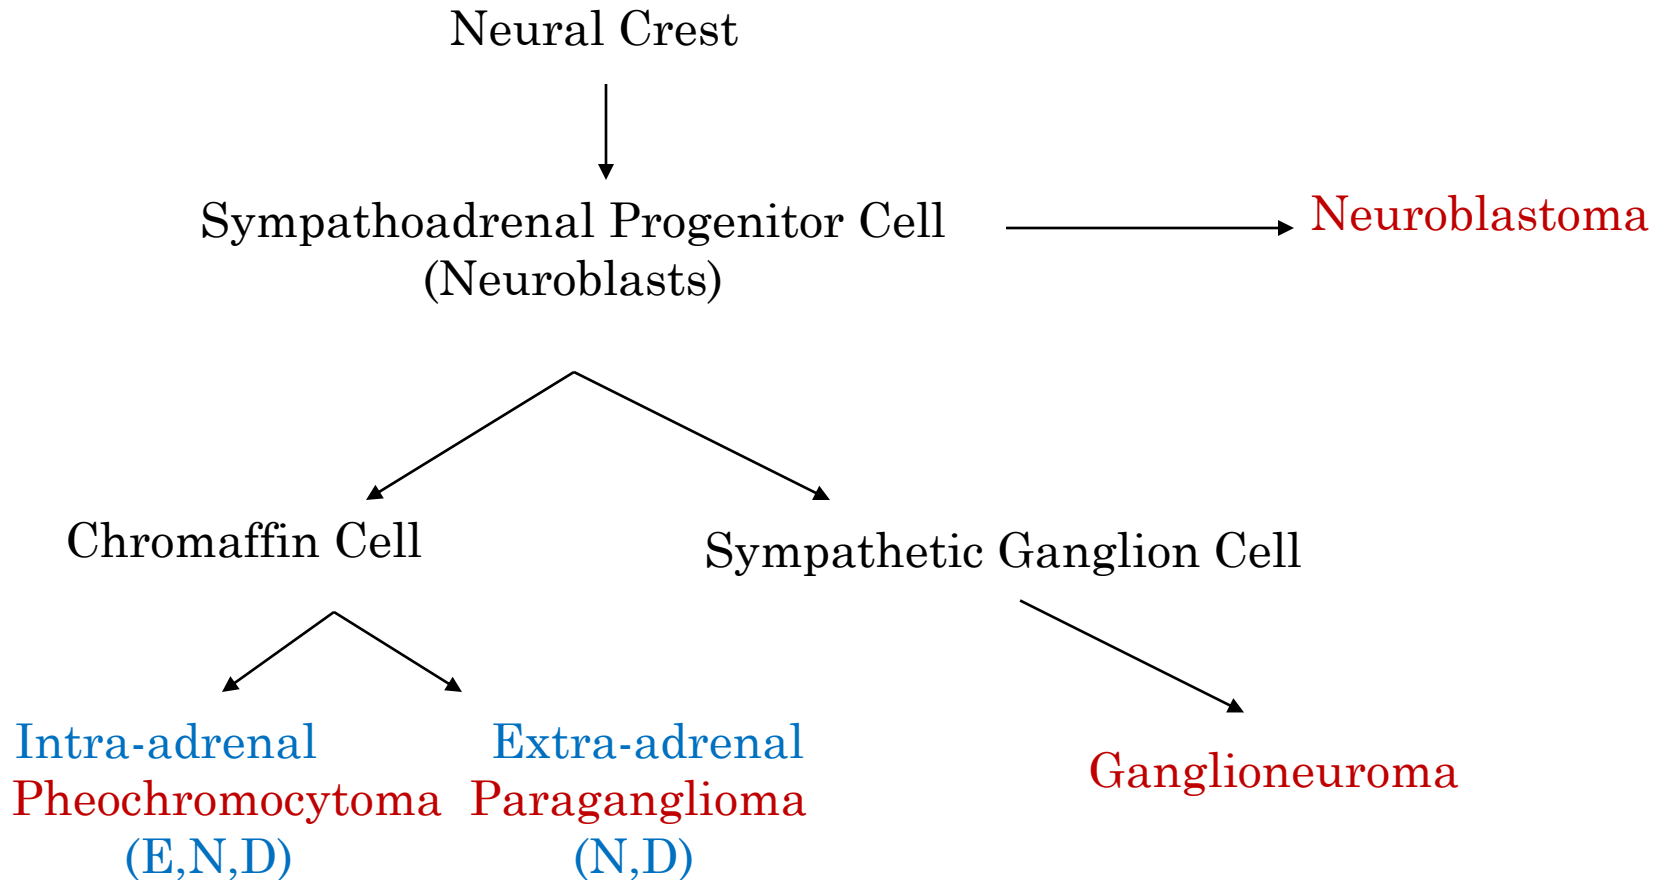 Neural Crest
Sympathoadrenal Progenitor Cell
(Neuroblasts)
Neuroblastoma
Chromaffin Cell
Sympathetic Ganglion Cell
Intra-adrenal
Pheochromocytoma
(E,N,D)
Extra-adrenal
Paraganglioma
(N,D)
Ganglioneuroma